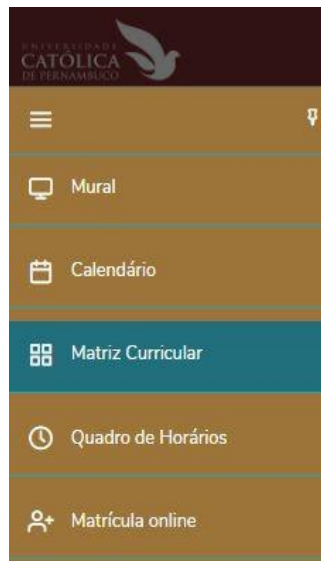 UNIVERSIDADE
CATÓLICA
DE PERNAMBUCO
Mural
Calendário
Matriz Curricular
Quadro de Horários
Matrícula online